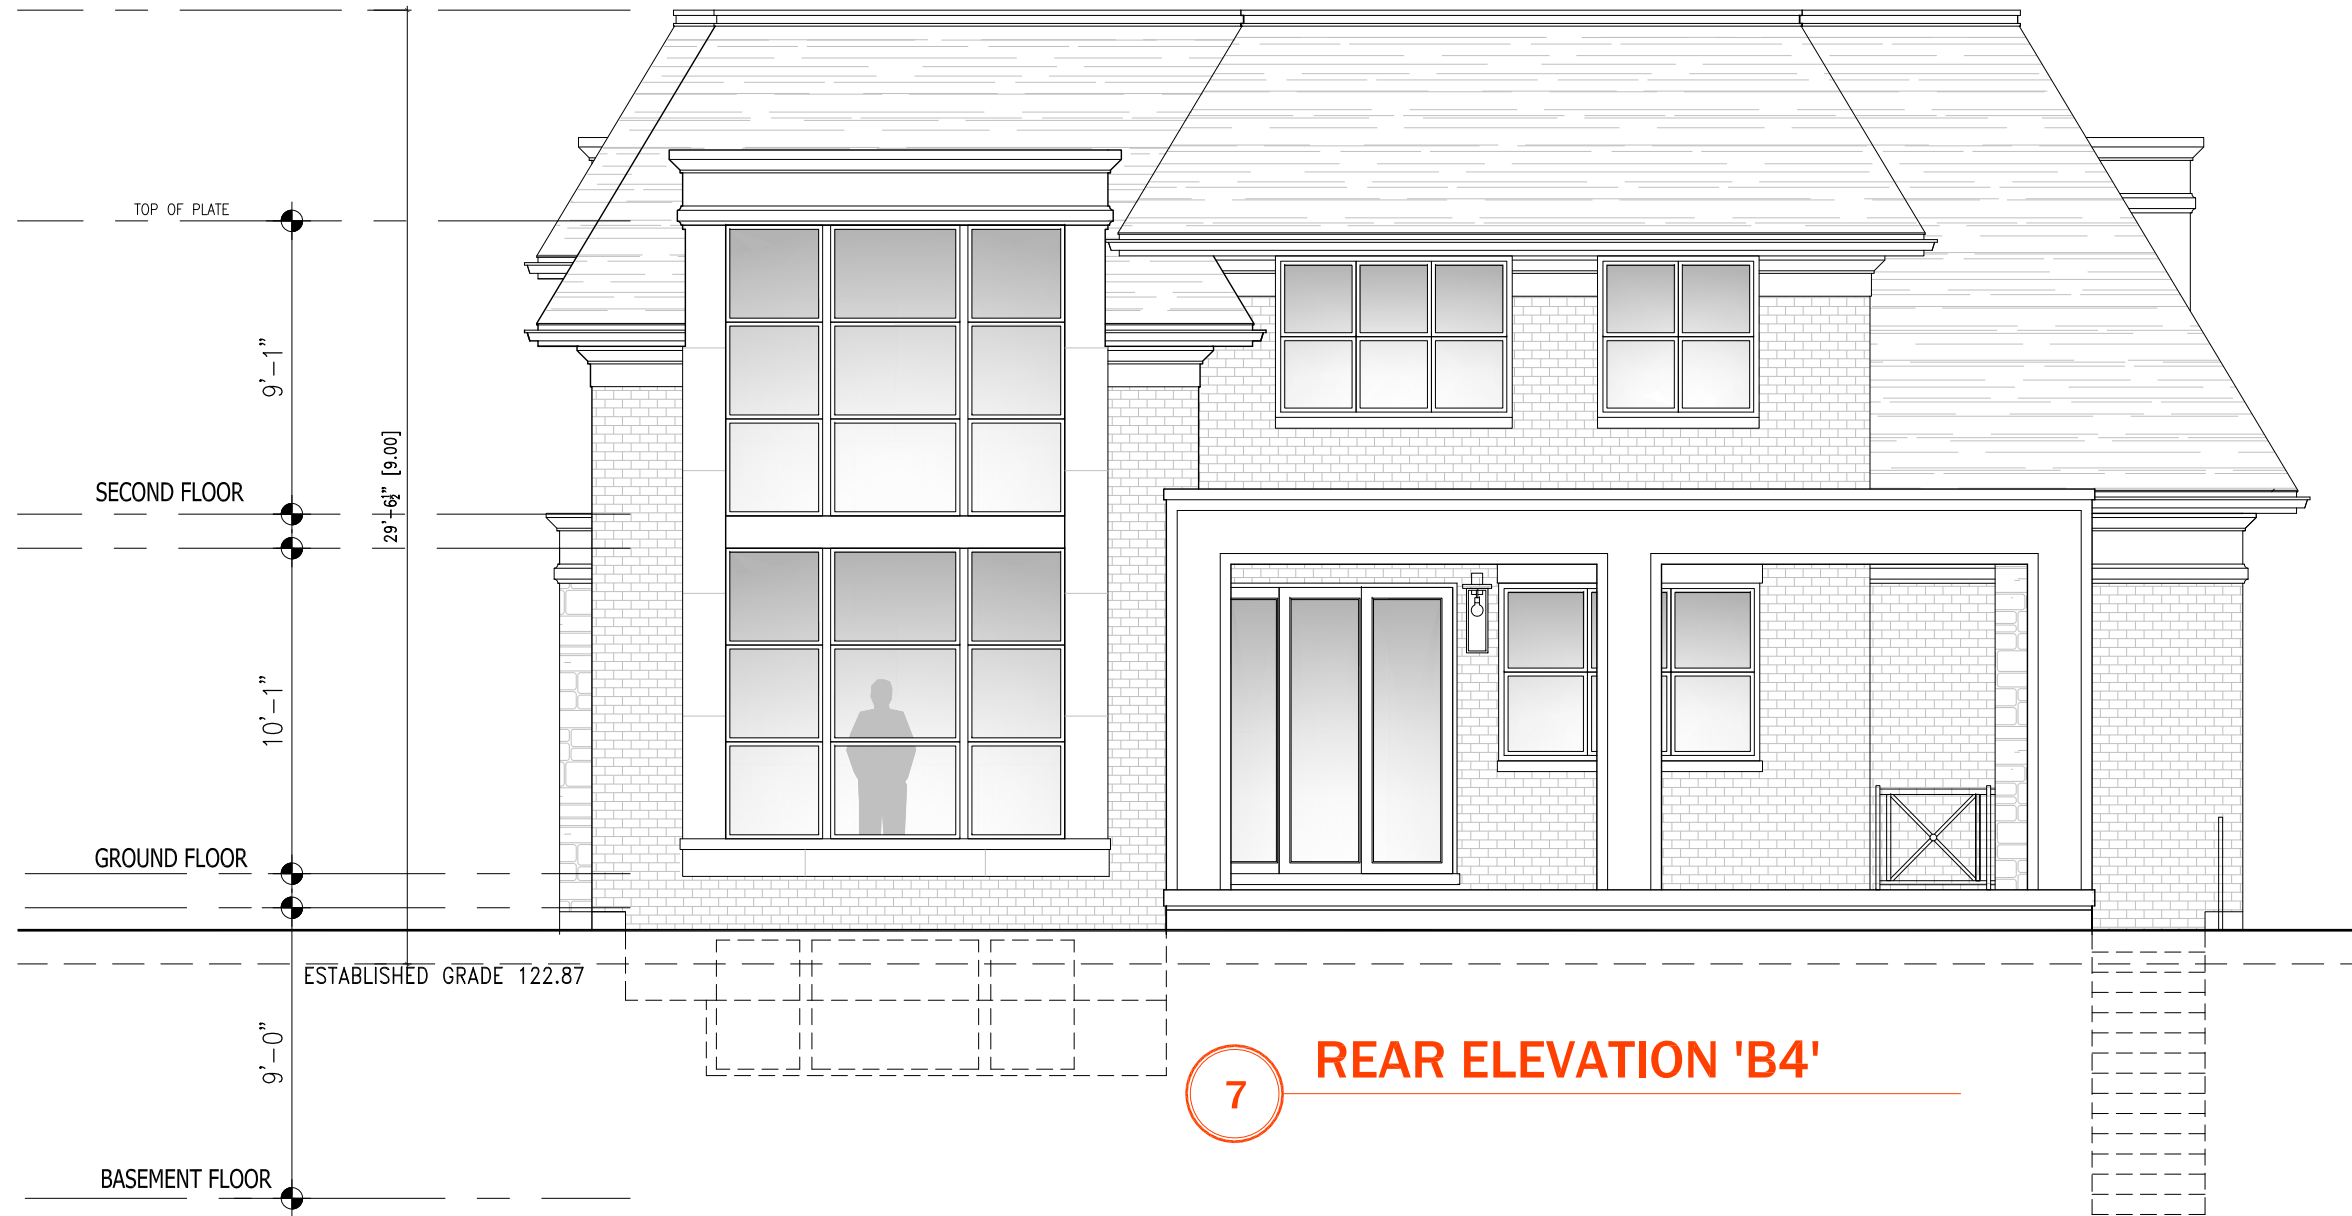 TOP OF PLATE
9'-1"
29'-6½" [9.00]
SECOND FLOOR
10'-1"
GROUND FLOOR
ESTABLISHED GRADE 122.87
9'-0"
REAR ELEVATION 'B4'
7
BASEMENT FLOOR